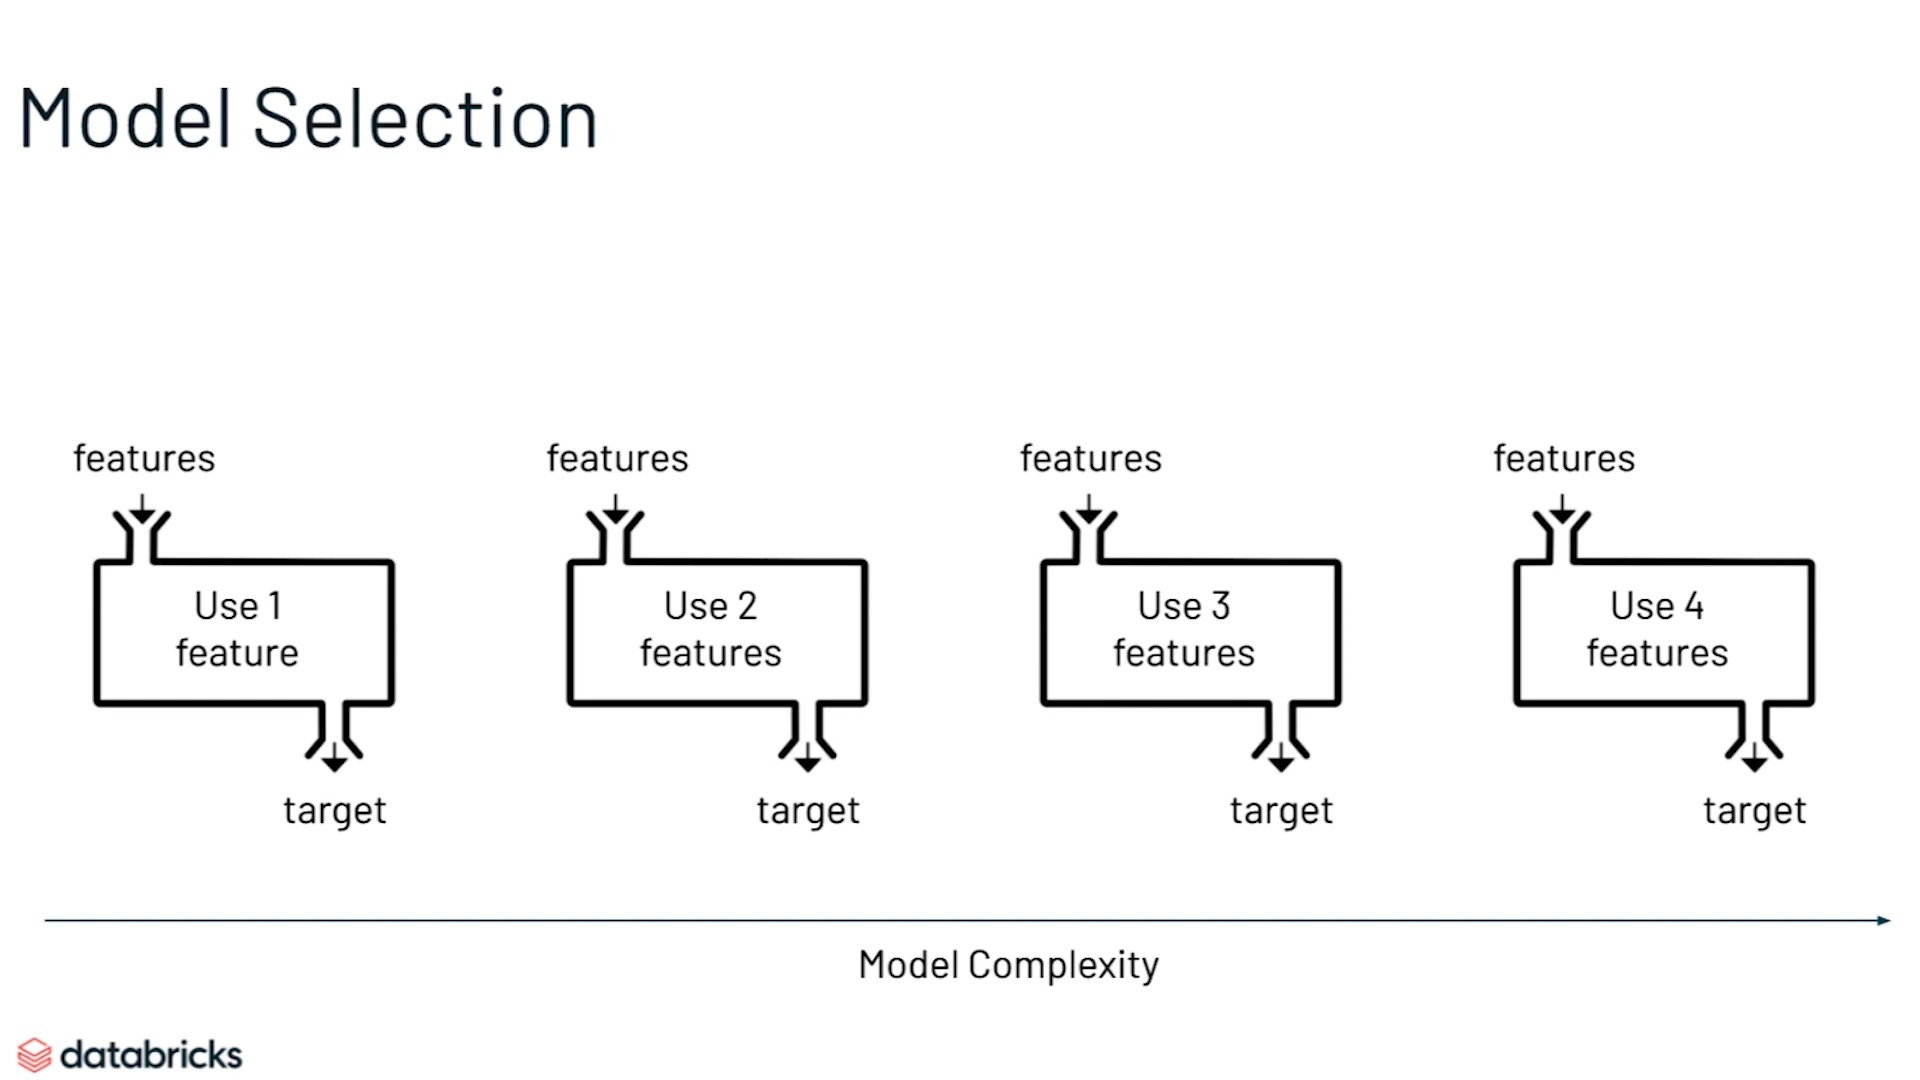 Model Selection
features
features
features
features
Use 1
feature
Use 2
features
Use 3
features
Use 4
features
target
target
target
target
Model Complexity
databricks